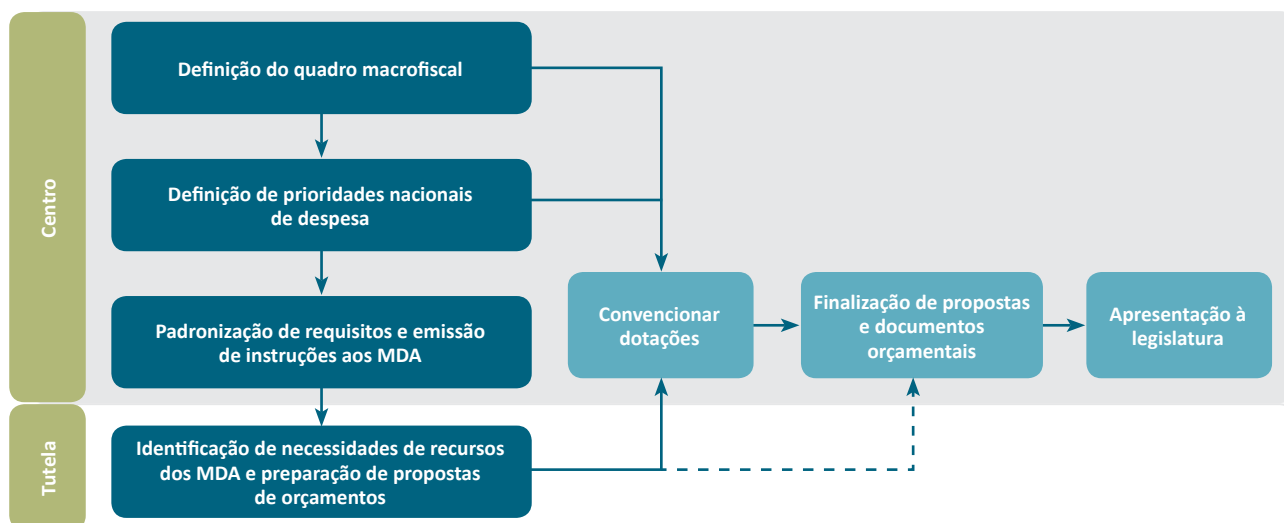 Centro
Definição do quadro macrofiscal
Definição de prioridades nacionais
de despesa
Padronização de requisitos e emissão
de instruções aos MDA
Convencionar
dotações
Finalização de propostas
e documentos
orçamentais
Apresentação à
legislatura
Tutela
Identificação de necessidades de recursos
dos MDA e preparação de propostas
de orçamentos